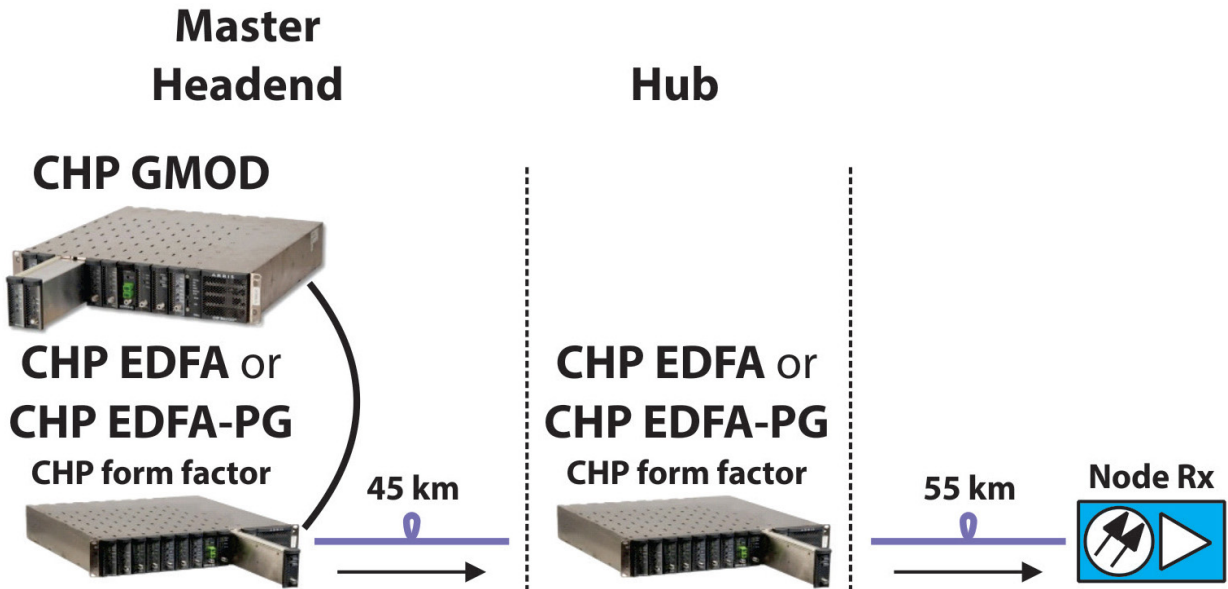 Master
Headend
Hub
CHP GMOD
ARRIS
CHP EDFA or
CHP EDFA-PG
CHP form factor
45 km
CHP EDFA or
CHP EDFA-PG
CHP form factor
55 km
Node Rx